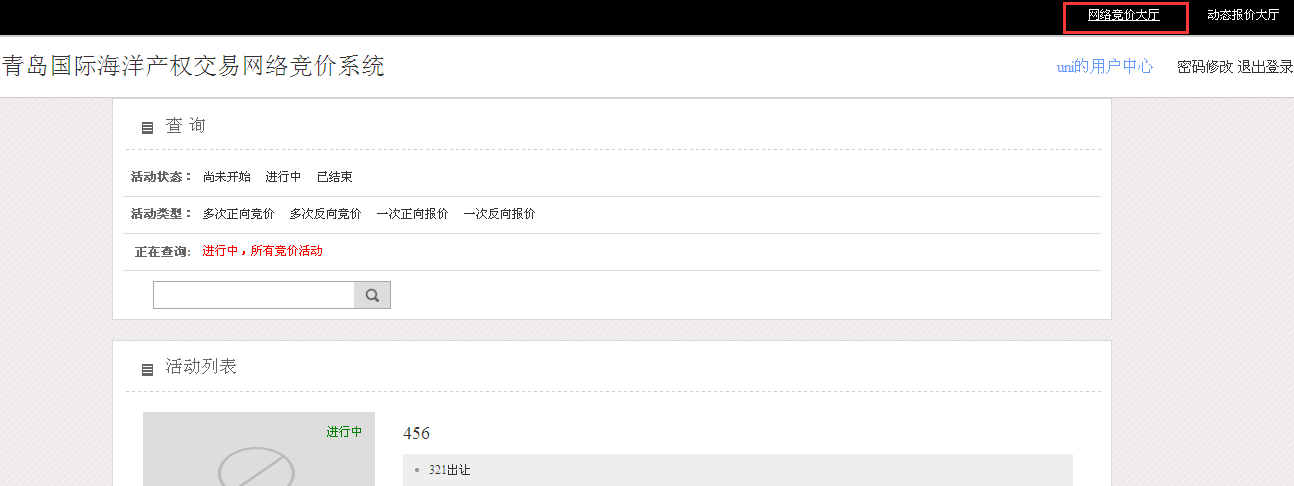 网络竞价大厅 动态报价大厅
青岛国际海洋产权交易网络竞价系统 uni的用户中心 密码修改 退出登录
查 询
活动状态： 尚未开始 进行中 已结束
活动类型： 多次正向竞价 多次反向竞价 一次正向报价 一次反向报价
正在查询: 进行中，所有竞价活动
活动列表
进行中
456
321出让